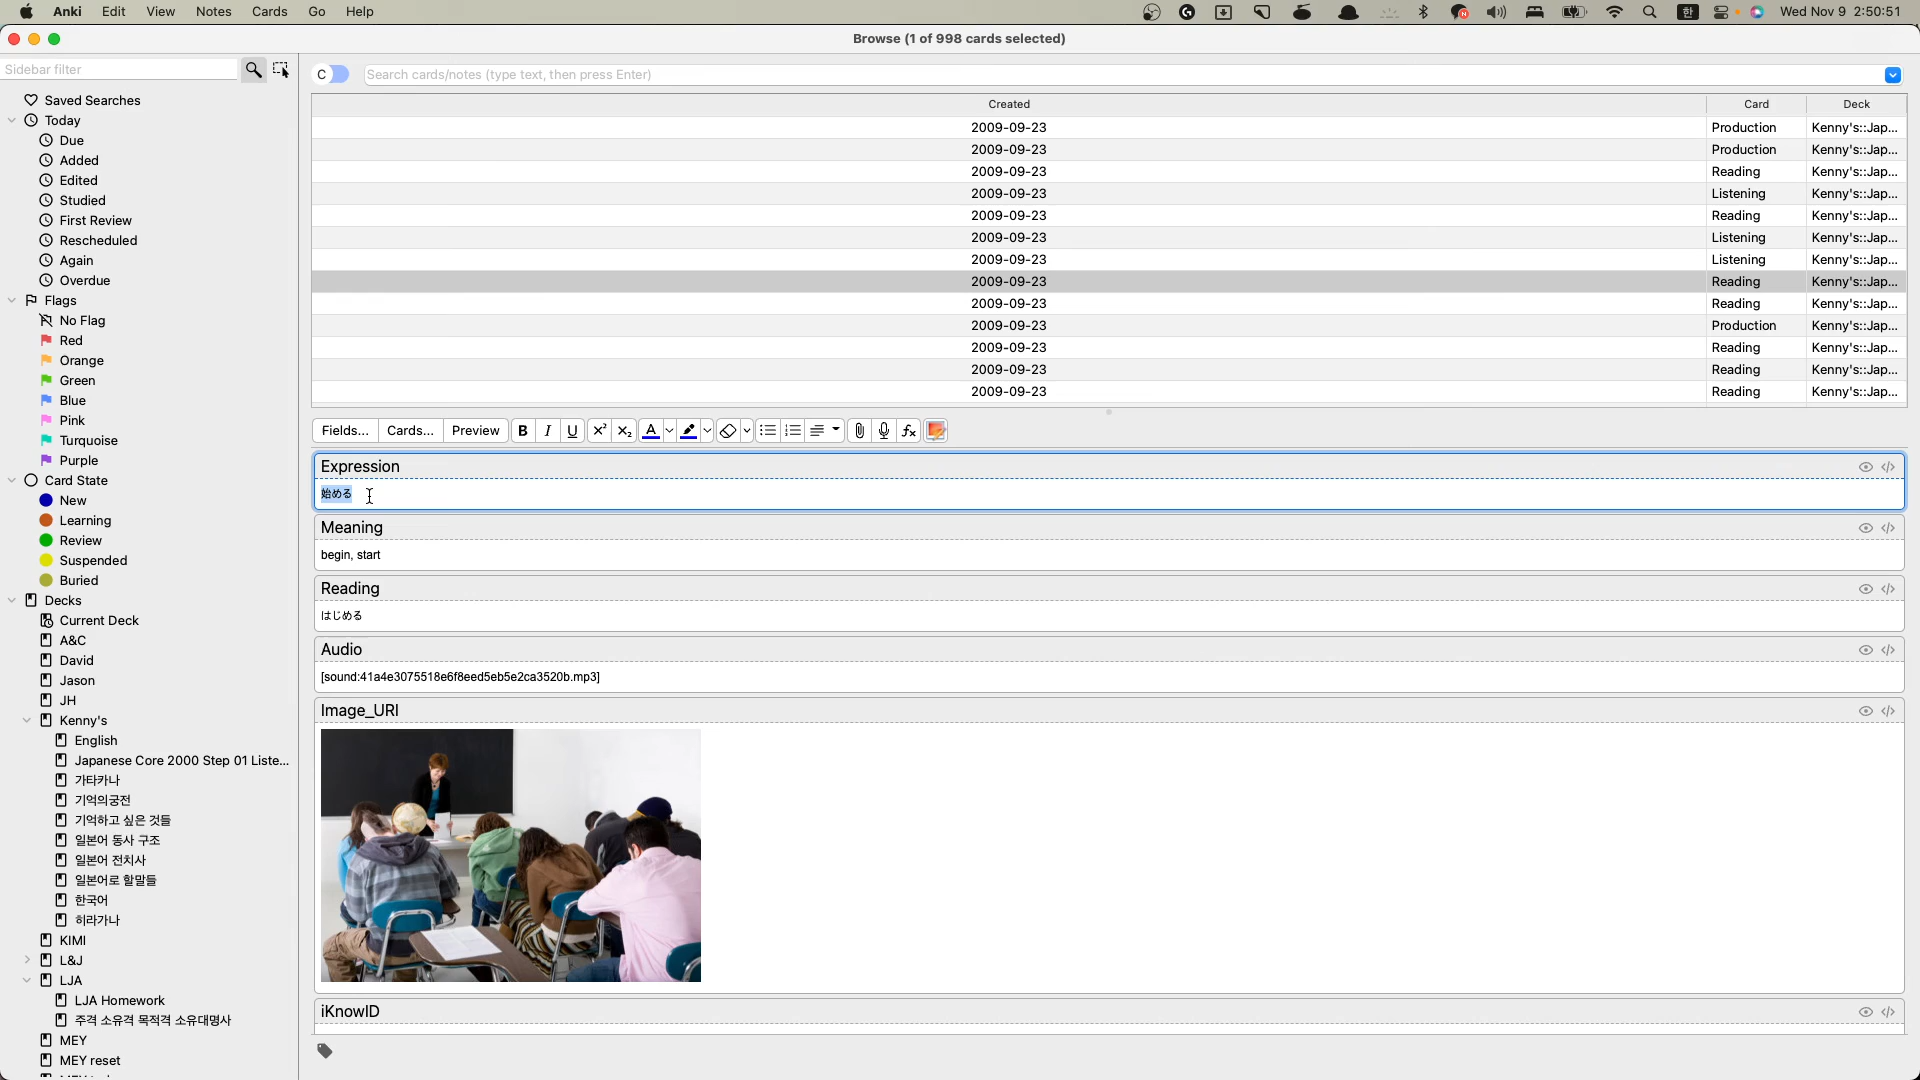 Anki Edit View Notes Cards Go Help
한 Wed Nov 9 2:50:51
Browse (1 of 998 cards selected)
Sidebar filter
C Search cards/notes (type text, then press Enter)
Saved Searches
Today
Due
Added
Edited
Studied
First Review
Rescheduled
Again
Overdue
Flags
No Flag
Red
Orange
Green
Blue
Pink
Turquoise
Purple
Card State
New
Learning
Review
Suspended
Buried
Decks
Current Deck
A&C
David
Jason
JH
Kenny's
English
Japanese Core 2000 Step 01 Liste...
가타카나
기억의궁전
기억하고 싶은 것들
일본어 동사 구조
일본어 전치사
일본어로 할말들
한국어
히라가나
KIMI
L&J
LJA
LJA Homework
주격 소유격 목적격 소유대명사
MEY
MEY reset
Created Card Deck
2009-09-23 Production Kenny's::Jap...
2009-09-23 Production Kenny's::Jap...
2009-09-23 Reading Kenny's::Jap...
2009-09-23 Listening Kenny's::Jap...
2009-09-23 Reading Kenny's::Jap...
2009-09-23 Listening Kenny's::Jap...
2009-09-23 Listening Kenny's::Jap...
2009-09-23 Reading Kenny's::Jap...
2009-09-23 Reading Kenny's::Jap...
2009-09-23 Production Kenny's::Jap...
2009-09-23 Reading Kenny's::Jap...
2009-09-23 Reading Kenny's::Jap...
2009-09-23 Reading Kenny's::Jap...
Fields... Cards... Preview B I U
Expression
始める
Meaning
begin, start
Reading
はじめる
Audio
[sound:41a4e3075518e6f8eed5eb5e2ca3520b.mp3]
Image_URI
iKnowID